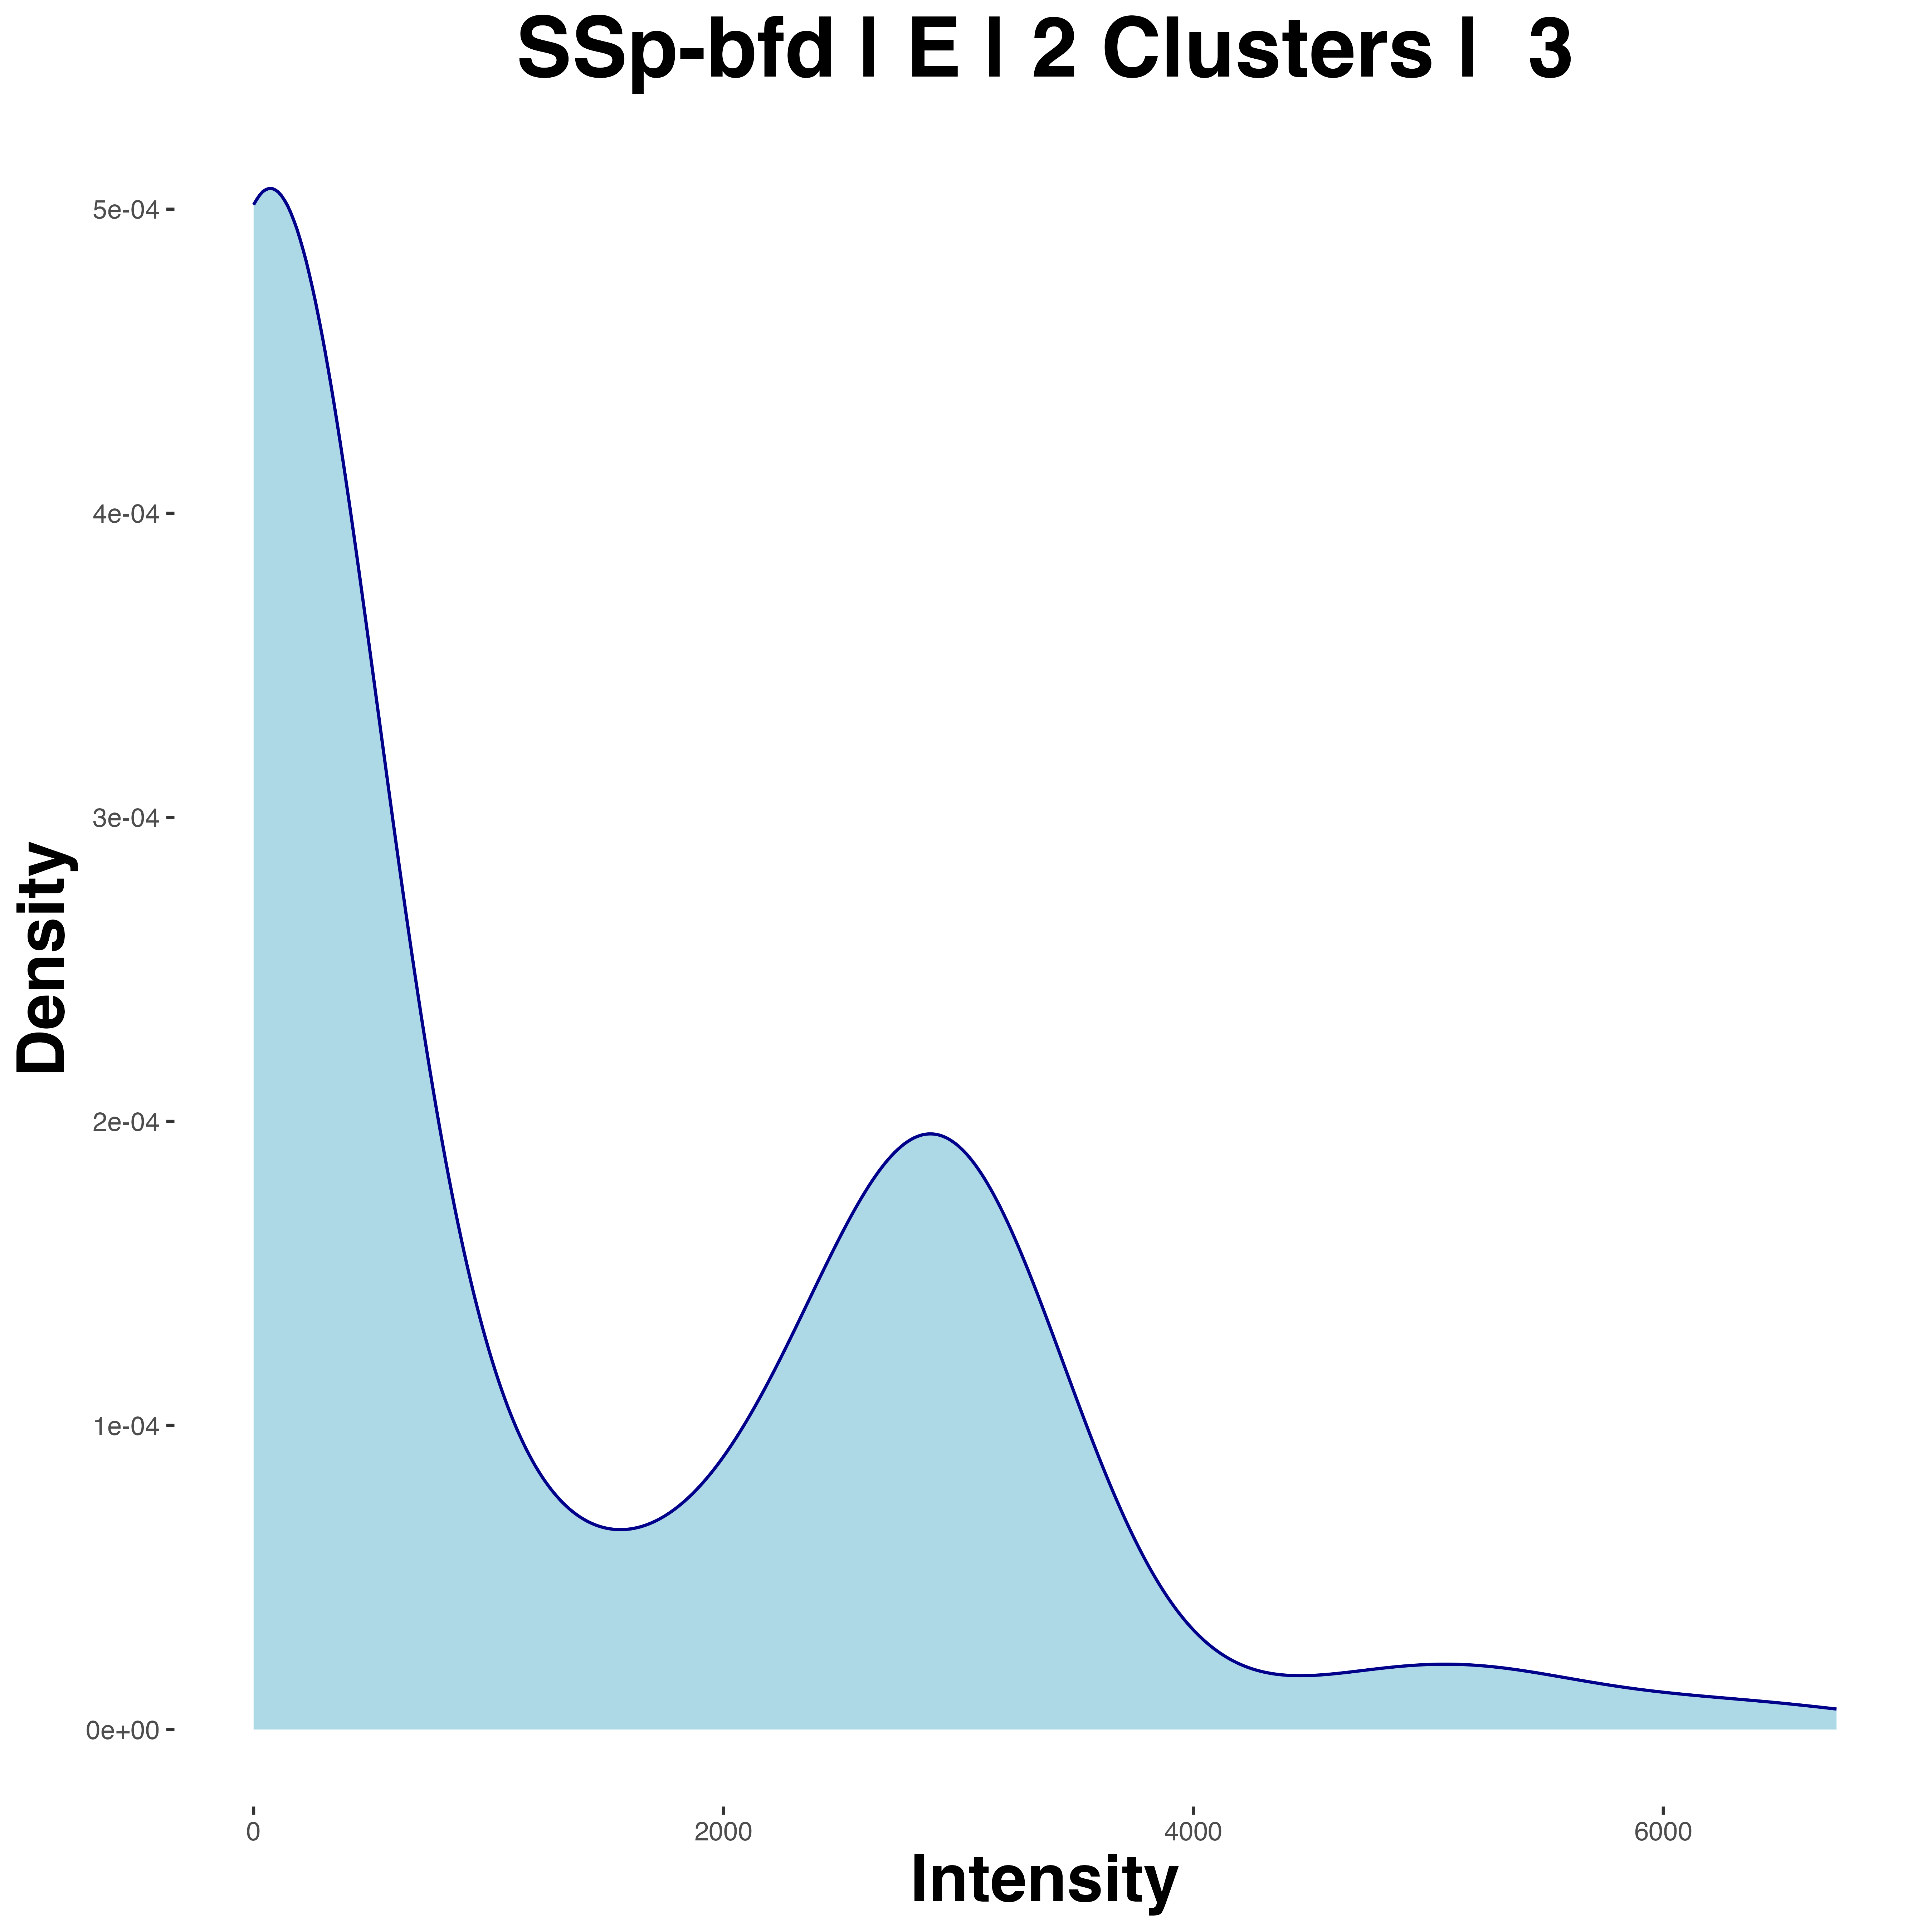 SSp-bfd | E | 2 Clusters | 3
5e-04
4e-04
3e-04
2e-04
1e-04
0e+00
Density
0
2000
4000
6000
Intensity